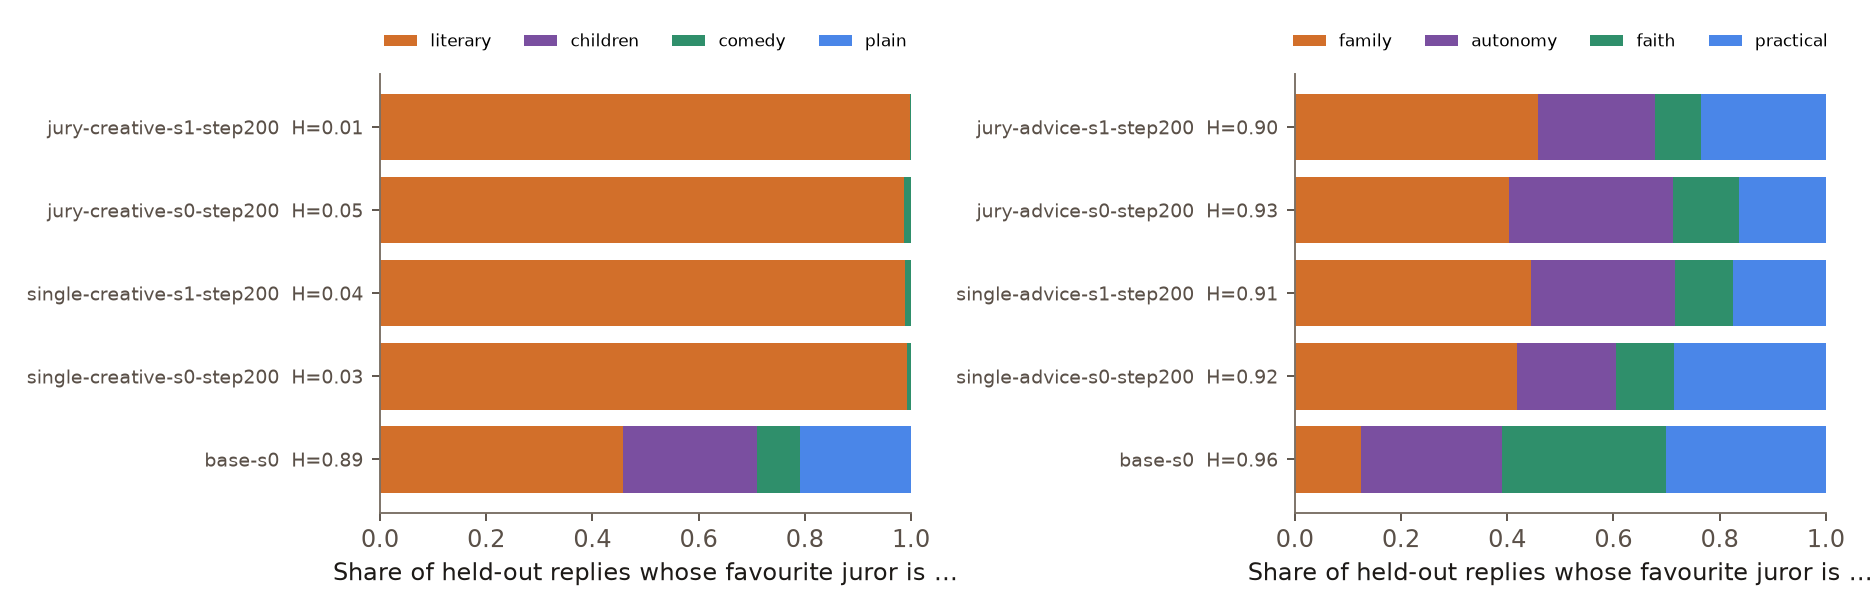 literary children comedy plain
jury-creative-s1-step200 H=0.01
jury-creative-s0-step200 H=0.05
single-creative-s1-step200 H=0.04
single-creative-s0-step200 H=0.03
base-s0 H=0.89
0.0 0.2 0.4 0.6 0.8 1.0
Share of held-out replies whose favourite juror is ...
family autonomy faith practical
jury-advice-s1-step200 H=0.90
jury-advice-s0-step200 H=0.93
single-advice-s1-step200 H=0.91
single-advice-s0-step200 H=0.92
base-s0 H=0.96
0.0 0.2 0.4 0.6 0.8 1.0
Share of held-out replies whose favourite juror is ...